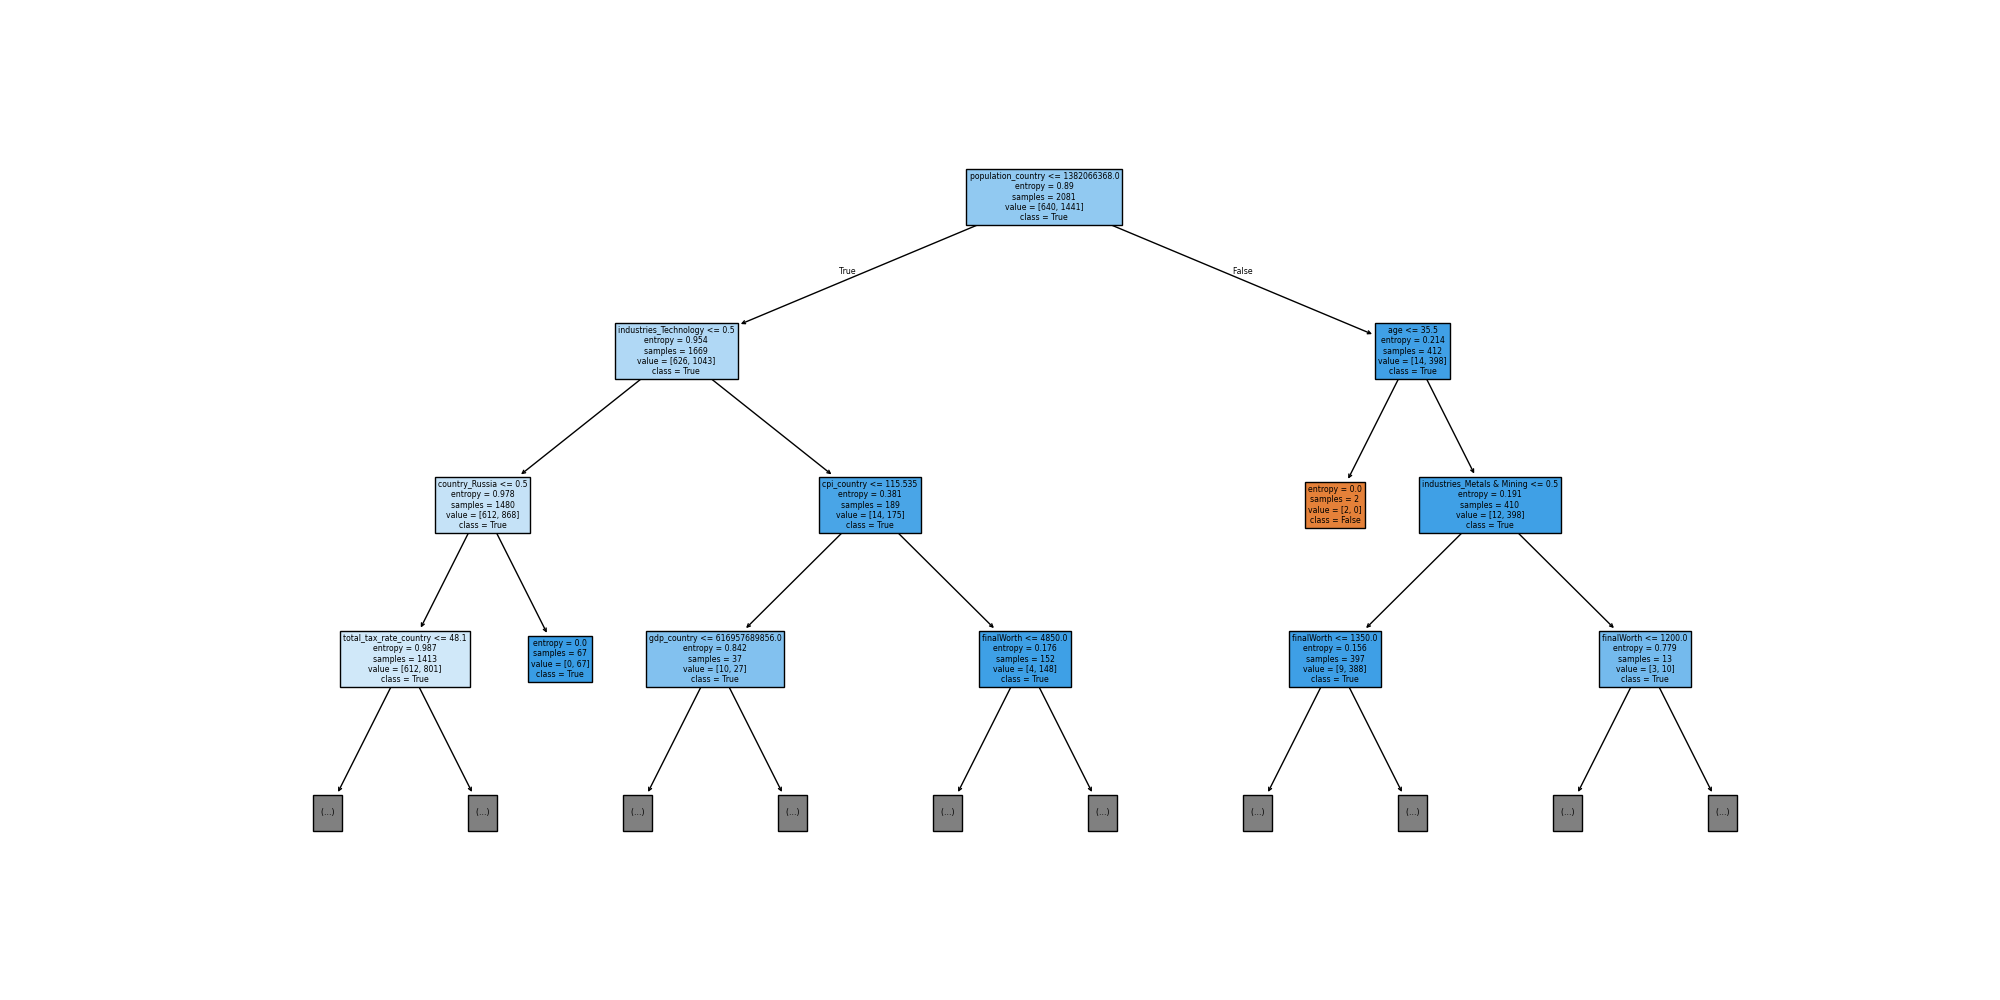 population_country <= 1382066368.0
entropy = 0.89
samples = 2081
value = [640, 1441]
class = True
True
False
industries_Technology <= 0.5
entropy = 0.954
samples = 1669
value = [626, 1043]
class = True
age <= 35.5
entropy = 0.214
samples = 412
value = [14, 398]
class = True
country_Russia <= 0.5
entropy = 0.978
samples = 1480
value = [612, 868]
class = True
cpi_country <= 115.535
entropy = 0.381
samples = 189
value = [14, 175]
class = True
entropy = 0.0
samples = 2
value = [2, 0]
class = False
industries_Metals & Mining <= 0.5
entropy = 0.191
samples = 410
value = [12, 398]
class = True
total_tax_rate_country <= 48.1
entropy = 0.987
samples = 1413
value = [612, 801]
class = True
entropy = 0.0
samples = 67
value = [0, 67]
class = True
gdp_country <= 616957689856.0
entropy = 0.842
samples = 37
value = [10, 27]
class = True
finalWorth <= 4850.0
entropy = 0.176
samples = 152
value = [4, 148]
class = True
finalWorth <= 1350.0
entropy = 0.156
samples = 397
value = [9, 388]
class = True
finalWorth <= 1200.0
entropy = 0.779
samples = 13
value = [3, 10]
class = True
(...)
(...)
(...)
(...)
(...)
(...)
(...)
(...)
(...)
(...)